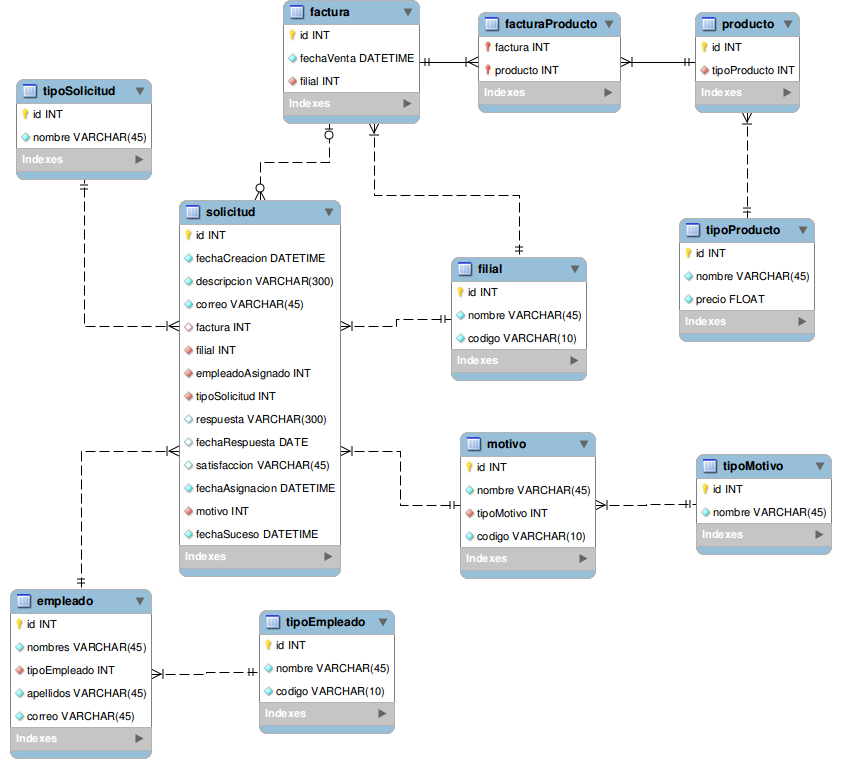 factura
id INT
fechaVenta DATETIME
filial INT
Indexes
facturaProducto
factura INT
producto INT
Indexes
producto
id INT
tipoProducto INT
Indexes
tipoSolicitud
id INT
nombre VARCHAR(45)
Indexes
solicitud
id INT
fechaCreacion DATETIME
descripcion VARCHAR(300)
correo VARCHAR(45)
factura INT
filial INT
empleadoAsignado INT
tipoSolicitud INT
respuesta VARCHAR(300)
fechaRespuesta DATE
satisfaccion VARCHAR(45)
fechaAsignacion DATETIME
motivo INT
fechaSuceso DATETIME
Indexes
filial
id INT
nombre VARCHAR(45)
codigo VARCHAR(10)
Indexes
tipoProducto
id INT
nombre VARCHAR(45)
precio FLOAT
Indexes
motivo
id INT
nombre VARCHAR(45)
tipoMotivo INT
codigo VARCHAR(10)
Indexes
tipoMotivo
id INT
nombre VARCHAR(45)
Indexes
empleado
id INT
nombres VARCHAR(45)
tipoEmpleado INT
apellidos VARCHAR(45)
correo VARCHAR(45)
Indexes
tipoEmpleado
id INT
nombre VARCHAR(45)
codigo VARCHAR(10)
Indexes